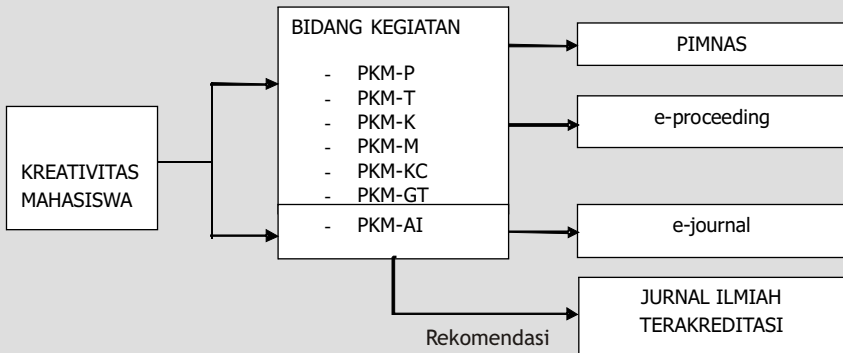 KREATIVITAS
MAHASISWA
BIDANG KEGIATAN
- PKM-P
- PKM-T
- PKM-K
- PKM-M
- PKM-KC
- PKM-GT
- PKM-AI
PIMNAS
e-proceeding
e-journal
JURNAL ILMIAH
TERAKREDITASI
Rekomendasi